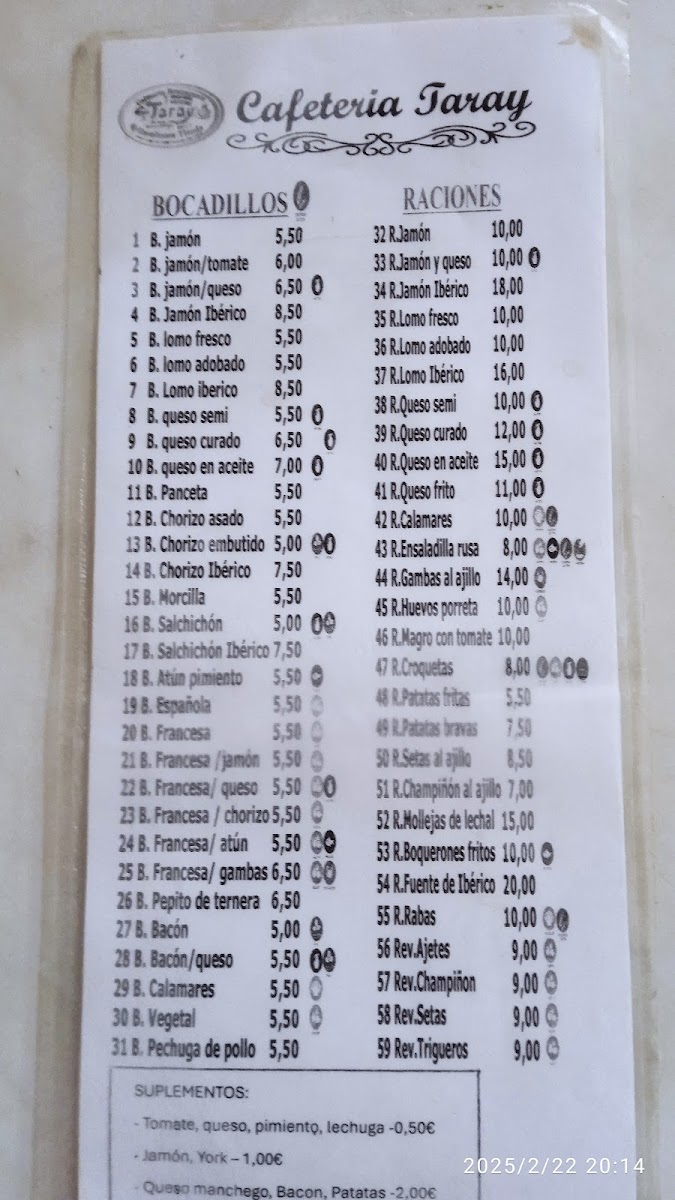 Taray
Cafeteria Taray
BOCADILLOS
1 B. jamón 5,50
2 B. jamón/tomate 6,00
3 B. jamón/queso 6,50
4 B. Jamón Ibérico 8,50
5 B. lomo fresco 5,50
6 B. lomo adobado 5,50
7 B. Lomo iberico 8,50
8 B. queso semi 5,50
9 B. queso curado 6,50
10 B. queso en aceite 7,00
11 B. Panceta 5,50
12 B. Chorizo asado 5,50
13 B. Chorizo embutido 5,00
14 B. Chorizo Ibérico 7,50
15 B. Morcilla 5,50
16 B. Salchichón 5,00
17 B. Salchichón Ibérico 7,50
18 B. Atún pimiento 5,50
19 B. Española 5,50
20 B. Francesa 5,50
21 B. Francesa /jamón 5,50
22 B. Francesa/ queso 5,50
23 B. Francesa / chorizo 5,50
24 B. Francesa/ atún 5,50
25 B. Francesa/ gambas 6,50
26 B. Pepito de ternera 6,50
27 B. Bacón 5,00
28 B. Bacón/queso 5,50
29 B. Calamares 5,50
30 B. Vegetal 5,50
31 B. Pechuga de pollo 5,50
RACIONES
32 R.Jamón 10,00
33 R.Jamón y queso 10,00
34 R.Jamón Ibérico 18,00
35 R.Lomo fresco 10,00
36 R.Lomo adobado 10,00
37 R.Lomo Ibérico 16,00
38 R.Queso semi 10,00
39 R.Queso curado 12,00
40 R.Queso en aceite 15,00
41 R.Queso frito 11,00
42 R.Calamares 10,00
43 R.Ensaladilla rusa 8,00
44 R.Gambas al ajillo 14,00
45 R.Huevos porreta 10,00
46 R.Magro con tomate 10,00
47 R.Croquetas 8,00
48 R.Patatas fritas 5,50
49 R.Patatas bravas 7,50
50 R.Setas al ajillo 8,50
51 R.Champiñón al ajillo 7,00
52 R.Mollejas de lechal 15,00
53 R.Boquerones fritos 10,00
54 R.Fuente de Ibérico 20,00
55 R.Rabas 10,00
56 Rev.Ajetes 9,00
57 Rev.Champiñon 9,00
58 Rev.Setas 9,00
59 Rev.Trigueros 9,00
SUPLEMENTOS:
- Tomate, queso, pimiento, lechuga -0,50€
- Jamón, York – 1,00€
- Queso manchego, Bacon, Patatas -2,00€
2025/2/22 20:14